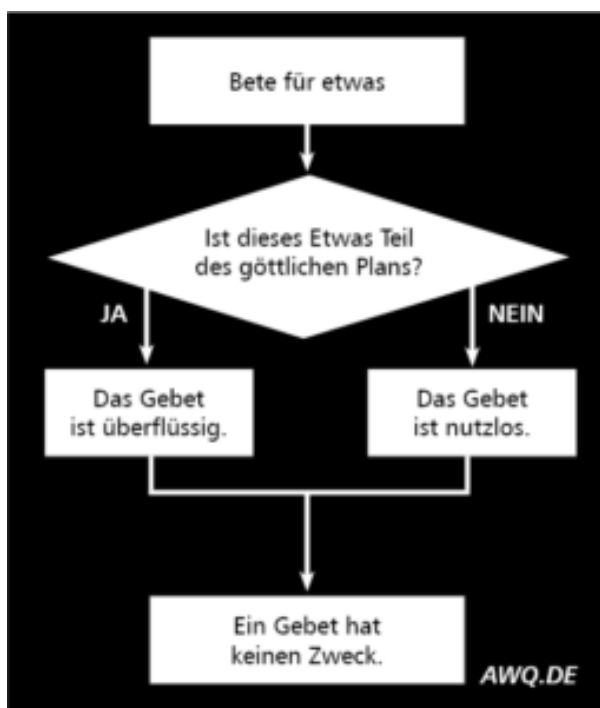 Bete für etwas
Ist dieses Etwas Teil
des göttlichen Plans?
JA
NEIN
Das Gebet
ist überflüssig.
Das Gebet
ist nutzlos.
Ein Gebet hat
keinen Zweck.
AWQ.DE